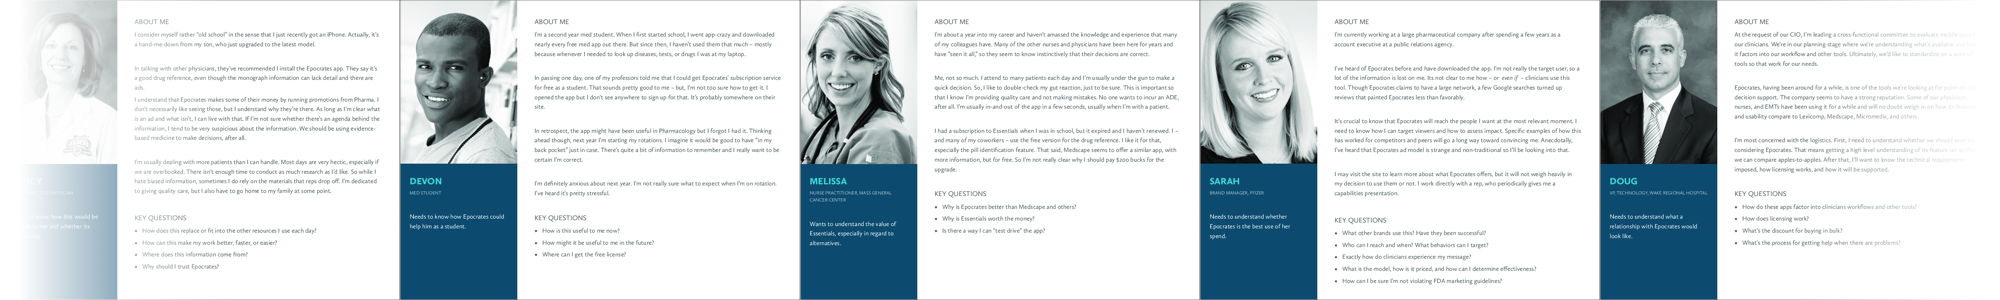 ABOUT ME
I consider myself rather "old school" in the sense that I just recently got an iPhone. Actually, it's
a hand-me-down from my son, who just upgraded to the latest model.
In talking with other physicians, they've recommended I install the Epocrates app. They say it's
a good drug reference, even though the monograph information can lack detail and there are
ads.
I understand that Epocrates makes some of their money by running promotions from Pharma. I
don't necessarily like seeing those, but I understand why they're there. As long as I'm clear what
is an ad and what isn't, I can live with that. If I'm not sure whether there's an agenda behind the
information, I tend to be very suspicious about the information. We should be using evidence-
based medicine to make decisions, after all.
I'm usually dealing with more patients than I can handle. Most days are very hectic, especially if
we are overbooked. There isn't enough time to conduct as much research as I'd like. So while I
hate biased information, sometimes I do rely on the materials that reps drop off. I'm dedicated
to giving quality care, but I also have to go home to my family at some point.
KEY QUESTIONS
• How does this replace or fit into the other resources I use each day?
• How can this make my work better, faster, or easier?
• Where does this information come from?
• Why should I trust Epocrates?
DEVON
MED STUDENT
Needs to know how Epocrates could
help him as a student.
ABOUT ME
I'm a second year med student. When I first started school, I went app-crazy and downloaded
nearly every free med app out there. But since then, I haven't used them that much – mostly
because whenever I needed to look up diseases, tests, or drugs I was at my laptop.
In passing one day, one of my professors told me that I could get Epocrates' subscription service
for free as a student. That sounds pretty good to me – but, I'm not too sure how to get it. I
opened the app but I don't see anywhere to sign up for that. It's probably somewhere on their
site.
In retrospect, the app might have been useful in Pharmacology but I forgot I had it. Thinking
ahead though, next year I'm starting my rotations. I imagine it would be good to have "in my
back pocket" just in case. There's quite a bit of information to remember and I really want to be
certain I'm correct.
I'm definitely anxious about next year. I'm not really sure what to expect when I'm on rotation.
I've heard it's pretty stressful.
KEY QUESTIONS
• How is this useful to me now?
• How might it be useful to me in the future?
• Where can I get the free license?
MELISSA
NURSE PRACTITIONER, MASS GENERAL
CANCER CENTER
Wants to understand the value of
Essentials, especially in regard to
alternatives.
ABOUT ME
I'm about a year into my career and haven't amassed the knowledge and experience that many
of my colleagues have. Many of the other nurses and physicians have been here for years and
have "seen it all," so they seem to know instinctively that their decisions are correct.
Me, not so much. I attend to many patients each day and I'm usually under the gun to make a
quick decision. So, I like to double-check my gut reaction, just to be sure. This is important so
that I know I'm providing quality care and not making mistakes. No one wants to incur an ADE,
after all. I'm usually in-and-out of the app in a few seconds, usually when I'm with a patient.
I had a subscription to Essentials when I was in school, but it expired and I haven't renewed. I –
and many of my coworkers – use the free version for the drug reference. I like it for that,
especially the pill identification feature. That said, Medscape seems to offer a similar app, with
more information, but for free. So I'm not really clear why I should pay $200 bucks for the
upgrade.
KEY QUESTIONS
• Why is Epocrates better than Medscape and others?
• Why is Essentials worth the money?
• Is there a way I can "test drive" the app?
SARAH
BRAND MANAGER, PFIZER
Needs to understand whether
Epocrates is the best use of her
spend.
ABOUT ME
I'm currently working at a large pharmaceutical company after spending a few years as a
account executive at a public relations agency.
I've heard of Epocrates before and have downloaded the app. I'm not really the target user, so a
lot of the information is lost on me. Its not clear to me how – or even if – clinicians use this
tool. Though Epocrates claims to have a large network, a few Google searches turned up
reviews that painted Epocrates less than favorably.
It's crucial to know that Epocrates will reach the people I want at the most relevant moment. I
need to know how I can target viewers and how to assess impact. Specific examples of how this
has worked for competitors and peers will go a long way toward convincing me. Anecdotally,
I've heard that Epocrates ad model is strange and non-traditional so I'll be looking into that.
I may visit the site to learn more about what Epocrates offers, but it will not weigh heavily in
my decision to use them or not. I work directly with a rep, who periodically gives me a
capabilities presentation.
KEY QUESTIONS
• What other brands use this? Have they been successful?
• Who can I reach and when? What behaviors can I target?
• Exactly how do clinicians experience my message?
• What is the model, how is it priced, and how can I determine effectiveness?
• How can I be sure I'm not violating FDA marketing guidelines?
DOUG
VP, TECHNOLOGY, WAKE REGIONAL HOSPITAL
Needs to understand what a
relationship with Epocrates would
look like.
ABOUT ME
At the request of our CIO, I'm leading a cross-functional committee to evaluate mobile
our clinicians. We're in our planning stage where we're understanding what's available
it factors into our workflow and other tools. Ultimately, we'd like to standardize on a
tools so that work for our needs.
Epocrates, having been around for a while, is one of the tools we're looking at for
decision support. The company seems to have a strong reputation. Some of our physicians,
nurses, and EMTs have been using it for a while and will no doubt weigh in on how its
and usability compare to Lexicomp, Medscape, Micromedix, and others.
I'm most concerned with the logistics. First, I need to understand whether we should
considering Epocrates. That means getting a high level understanding of its feature
we can compare apples-to-apples. After that, I'll want to know the technical requirements
imposed, how licensing works, and how it will be supported.
KEY QUESTIONS
• How do these apps factor into clinicians workflows and other tools?
• How does licensing work?
• What's the discount for buying in bulk?
• What's the process for getting help when there are problems?